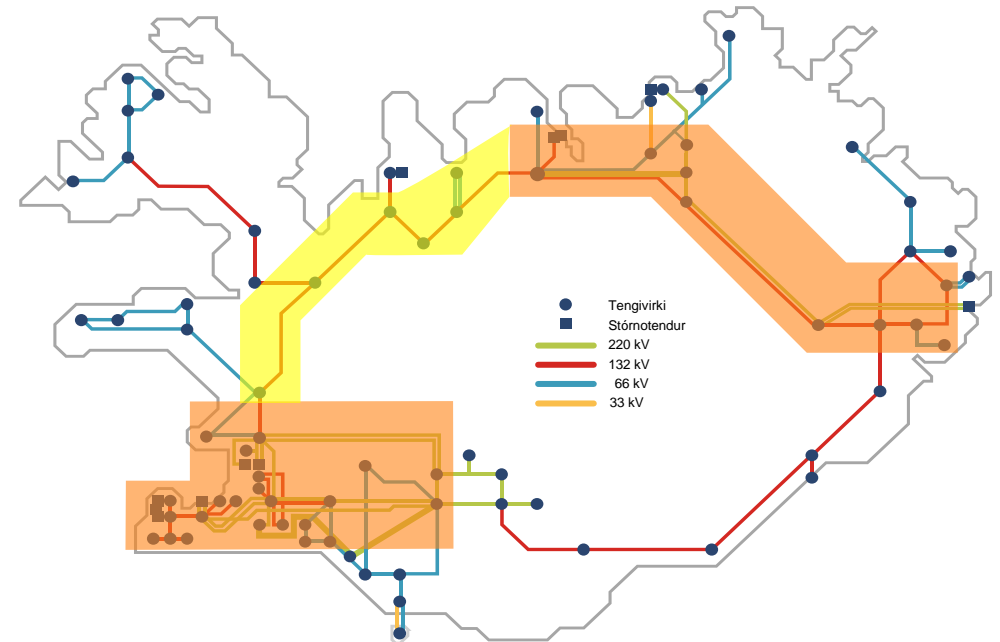 Tengivirki
Stórnotendur
220 kV
132 kV
66 kV
33 kV